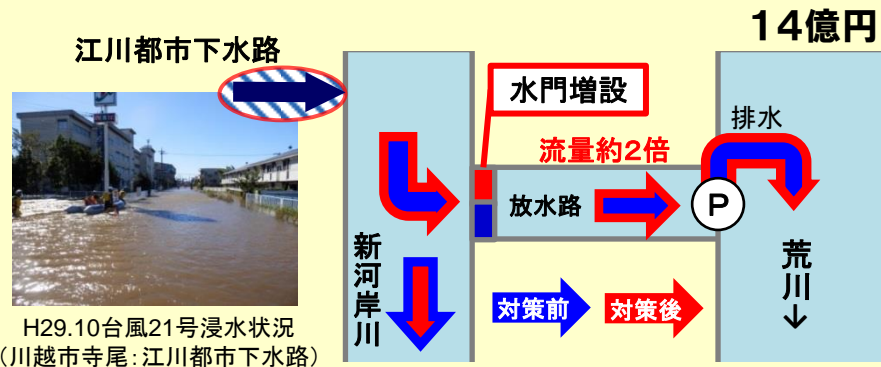 14億円
江川都市下水路
水門増設
排水
流量約2倍
放水路
P
新河岸川
荒川↓
対策前
対策後
H29.10台風21号浸水状況
(川越市寺尾:江川都市下水路)